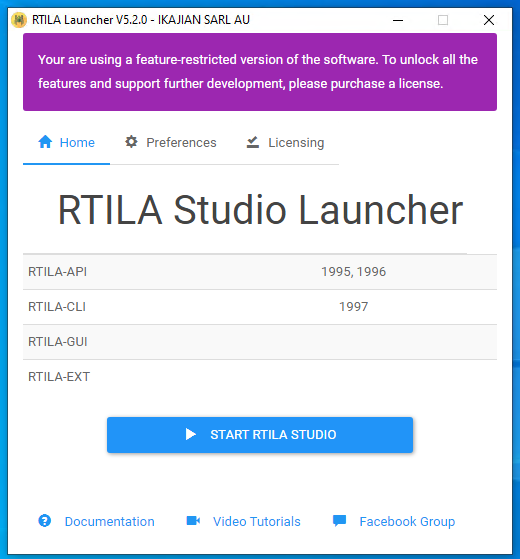 RTILA Launcher V5.2.0 - IKAJIAN SARL AU
Your are using a feature-restricted version of the software. To unlock all the
features and support further development, please purchase a license.
Home Preferences Licensing
RTILA Studio Launcher
RTILA-API 1995, 1996
RTILA-CLI 1997
RTILA-GUI
RTILA-EXT
START RTILA STUDIO
Documentation Video Tutorials Facebook Group